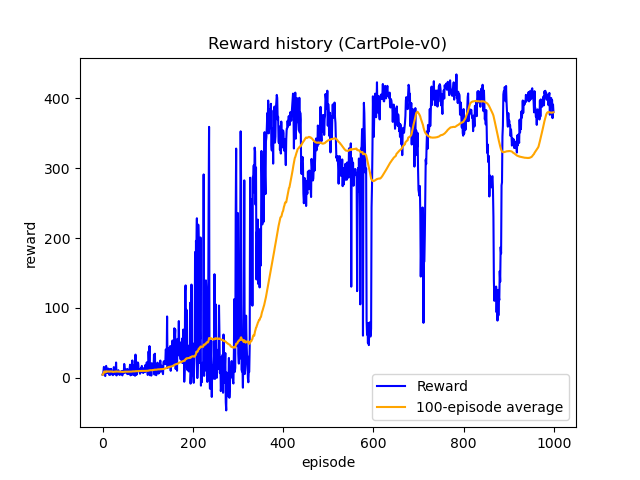 Reward history (CartPole-v0)
reward
400
300
200
100
0
0 200 400 600 800 1000
episode
Reward
100-episode average